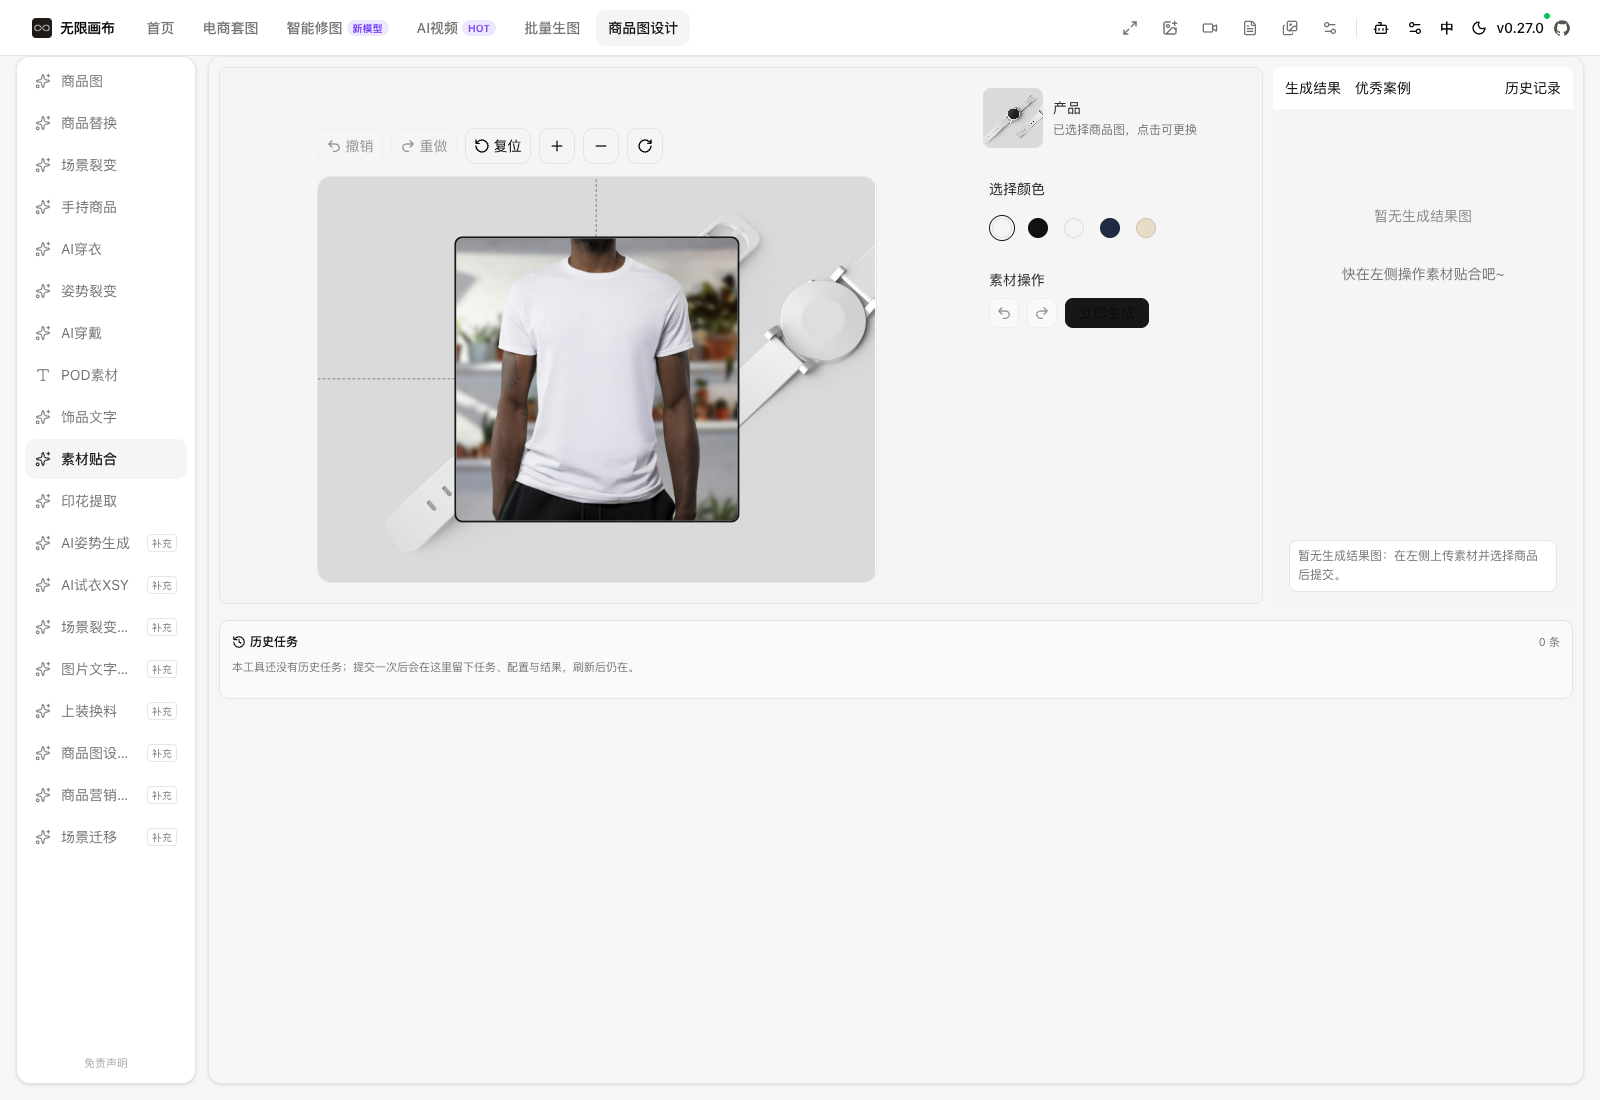 无限画布
首页
电商套图
智能修图 新模型
AI视频 HOT
批量生图
商品图设计
中
v0.27.0
商品图
商品替换
场景裂变
手持商品
AI穿衣
姿势裂变
AI穿戴
POD素材
饰品文字
素材贴合
印花提取
AI姿势生成 补充
AI试衣XSY 补充
场景裂变... 补充
图片文字... 补充
上装换料 补充
商品图设... 补充
商品营销... 补充
场景迁移 补充
免责声明
撤销
重做
复位
产品
已选择商品图，点击可更换
选择颜色
素材操作
立即生成
生成结果
优秀案例
历史记录
暂无生成结果图
快在左侧操作素材贴合吧~
暂无生成结果图：在左侧上传素材并选择商品
后提交。
历史任务
0 条
本工具还没有历史任务；提交一次后会在这里留下任务、配置与结果，刷新后仍在。